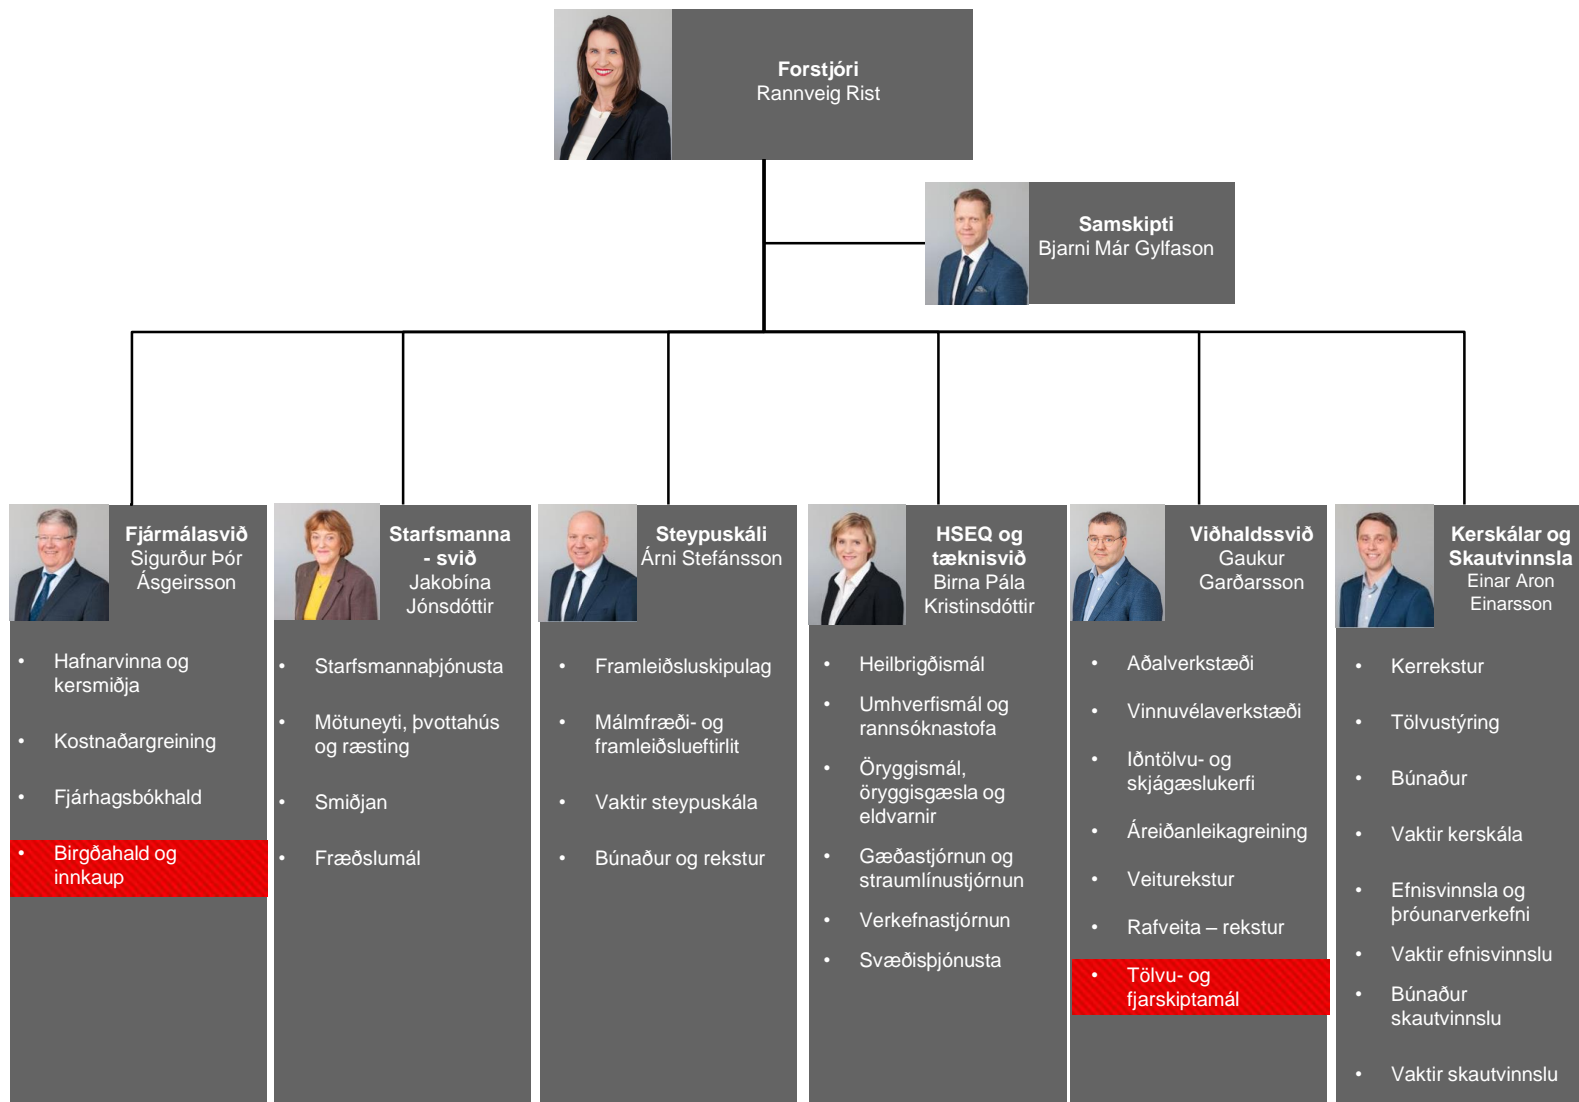 Forstjóri
Rannveig Rist
Samskipti
Bjarni Már Gylfason
Fjármálasvið
Sigurður Þór
Ásgeirsson
• Hafnarvinna og
kersmiðja
• Kostnaðargreining
• Fjárhagsbókhald
• Birgðahald og
innkaup
Starfsmanna
- svið
Jakobína
Jónsdóttir
• Starfsmannaþjónusta
• Mötuneyti, þvottahús
og ræsting
• Smiðjan
• Fræðslumál
Steypuskáli
Árni Stefánsson
• Framleiðsluskipulag
• Málmfræði- og
framleiðslueftirlit
• Vaktir steypuskála
• Búnaður og rekstur
HSEQ og
tæknisvið
Birna Pála
Kristinsdóttir
• Heilbrigðismál
• Umhverfismál og
rannsóknastofa
• Öryggismál,
öryggisgæsla og
eldvarnir
• Gæðastjórnun og
straumlínustjórnun
• Verkefnastjórnun
• Svæðisþjónusta
Viðhaldssvið
Gaukur
Garðarsson
• Aðalverkstæði
• Vinnuvélaverkstæði
• Iðntölvu- og
skjágæslukerfi
• Áreiðanleikagreining
• Veiturekstur
• Rafveita – rekstur
• Tölvu- og
fjarskiptamál
Kerskálar og
Skautvinnsla
Einar Aron
Einarsson
• Kerrekstur
• Tölvustýring
• Búnaður
• Vaktir kerskála
• Efnisvinnsla og
þróunarverkefni
• Vaktir efnisvinnslu
• Búnaður
skautvinnslu
• Vaktir skautvinnslu